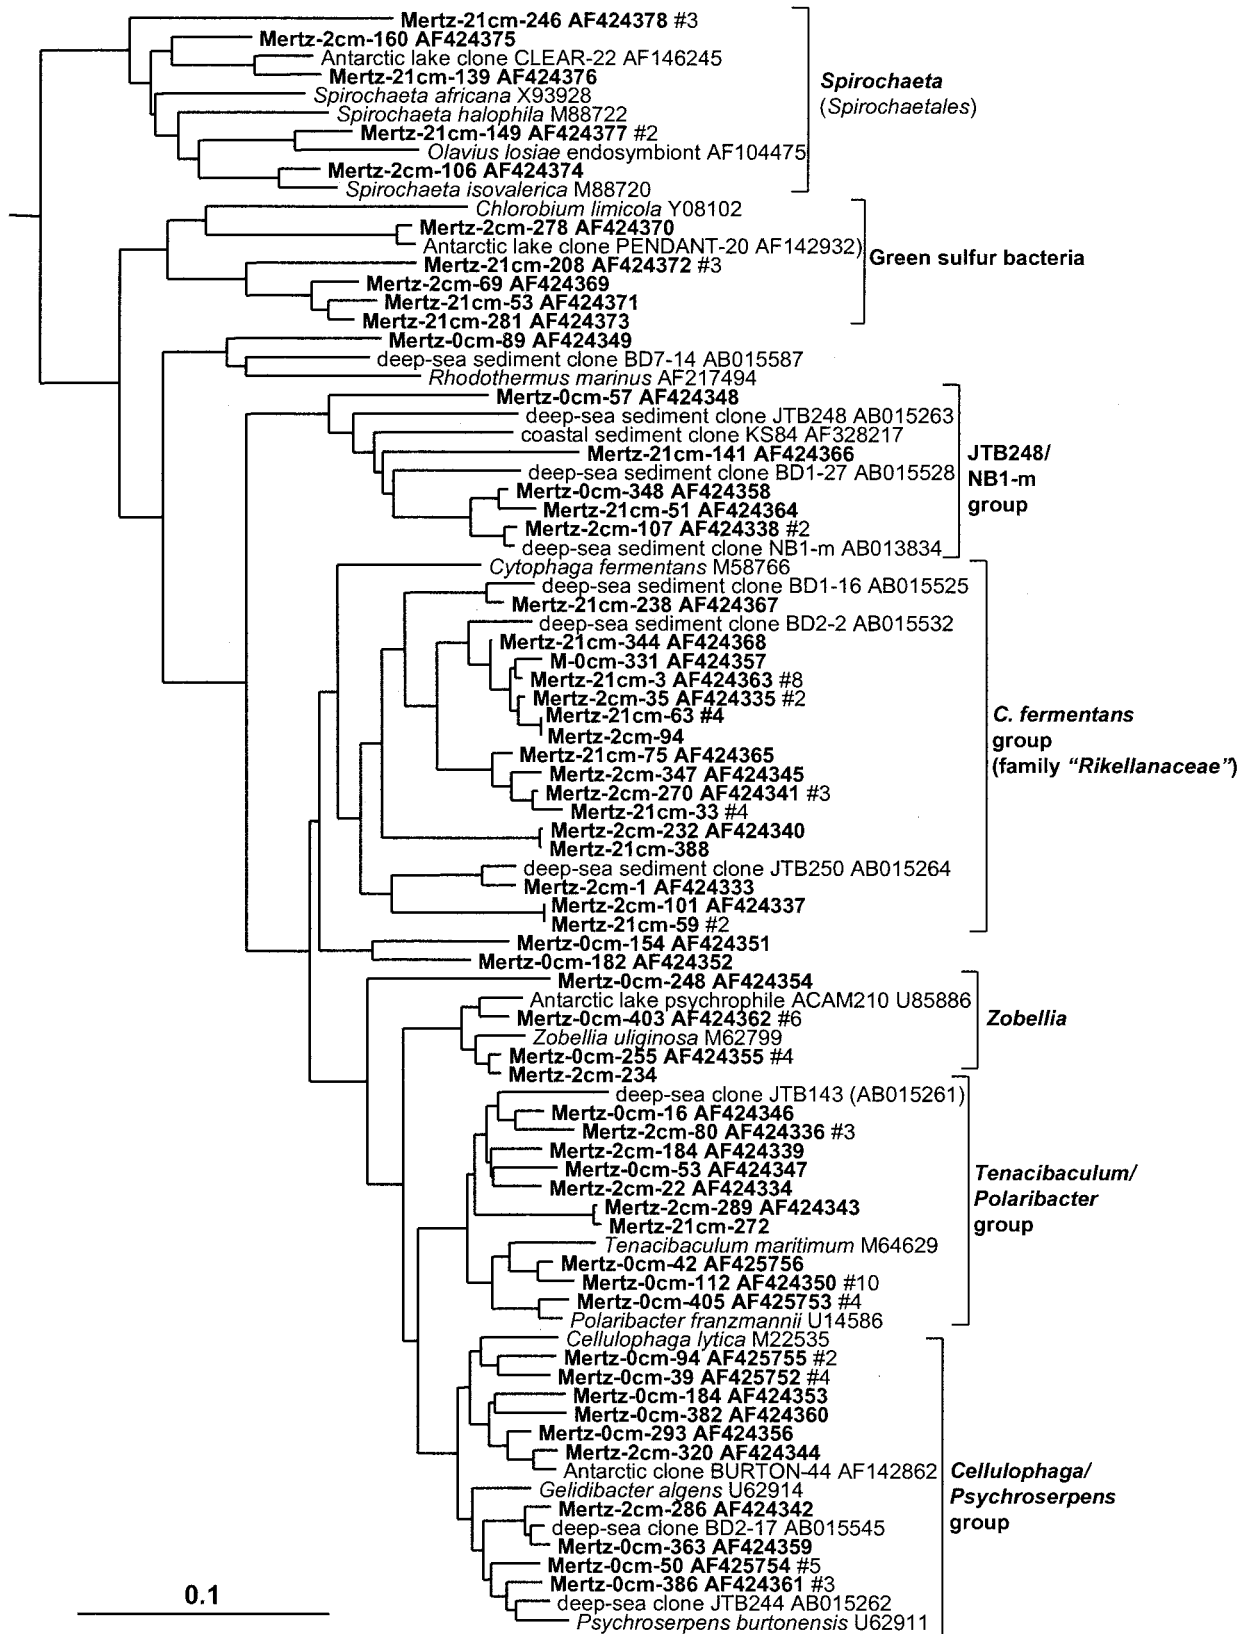 Mertz-21cm-246 AF424378 #3
Mertz-2cm-160 AF424375
Antarctic lake clone CLEAR-22 AF146245
Mertz-21cm-139 AF424376
Spirochaeta africana X93928
Spirochaeta halophila M88722
Mertz-21cm-149 AF424377 #2
Olavius losiae endosymbiont AF104475
Mertz-2cm-106 AF424374
Spirochaeta isovalerica M88720
Spirochaeta
(Spirochaetales)
Chlorobium limicola Y08102
Mertz-2cm-278 AF424370
Antarctic lake clone PENDANT-20 AF142932)
Mertz-21cm-208 AF424372 #3
Mertz-2cm-69 AF424369
Mertz-21cm-53 AF424371
Mertz-21cm-281 AF424373
Green sulfur bacteria
Mertz-0cm-89 AF424349
deep-sea sediment clone BD7-14 AB015587
Rhodothermus marinus AF217494
Mertz-0cm-57 AF424348
deep-sea sediment clone JTB248 AB015263
coastal sediment clone KS84 AF328217
Mertz-21cm-141 AF424366
deep-sea sediment clone BD1-27 AB015528
Mertz-0cm-348 AF424358
Mertz-21cm-51 AF424364
Mertz-2cm-107 AF424338 #2
deep-sea sediment clone NB1-m AB013834
JTB248/
NB1-m
group
Cytophaga fermentans M58766
deep-sea sediment clone BD1-16 AB015525
Mertz-21cm-238 AF424367
deep-sea sediment clone BD2-2 AB015532
Mertz-21cm-344 AF424368
M-0cm-331 AF424357
Mertz-21cm-3 AF424363 #8
Mertz-2cm-35 AF424335 #2
Mertz-21cm-63 #4
Mertz-2cm-94
Mertz-21cm-75 AF424365
Mertz-2cm-347 AF424345
Mertz-2cm-270 AF424341 #3
Mertz-21cm-33 #4
Mertz-2cm-232 AF424340
Mertz-21cm-388
deep-sea sediment clone JTB250 AB015264
Mertz-2cm-1 AF424333
Mertz-2cm-101 AF424337
Mertz-21cm-59 #2
C. fermentans
group
(family “Rikellanaceae”)
Mertz-0cm-154 AF424351
Mertz-0cm-182 AF424352
Mertz-0cm-248 AF424354
Antarctic lake psychrophile ACAM210 U85886
Mertz-0cm-403 AF424362 #6
Zobellia uliginosa M62799
Mertz-0cm-255 AF424355 #4
Mertz-2cm-234
Zobellia
deep-sea clone JTB143 (AB015261)
Mertz-0cm-16 AF424346
Mertz-2cm-80 AF424336 #3
Mertz-2cm-184 AF424339
Mertz-0cm-53 AF424347
Mertz-2cm-22 AF424334
Mertz-2cm-289 AF424343
Mertz-21cm-272
Tenacibaculum maritimum M64629
Mertz-0cm-42 AF425756
Mertz-0cm-112 AF424350 #10
Mertz-0cm-405 AF425753 #4
Polaribacter franzmannii U14586
Tenacibaculum/
Polaribacter
group
Cellulophaga lytica M22535
Mertz-0cm-94 AF425755 #2
Mertz-0cm-39 AF425752 #4
Mertz-0cm-184 AF424353
Mertz-0cm-382 AF424360
Mertz-0cm-293 AF424356
Mertz-2cm-320 AF424344
Antarctic clone BURTON-44 AF142862
Gelidibacter algens U62914
Mertz-2cm-286 AF424342
deep-sea clone BD2-17 AB015545
Mertz-0cm-363 AF424359
Mertz-0cm-50 AF425754 #5
Mertz-0cm-386 AF424361 #3
deep-sea clone JTB244 AB015262
Psychroserpens burtonensis U62911
Cellulophaga/
Psychroserpens
group
0.1